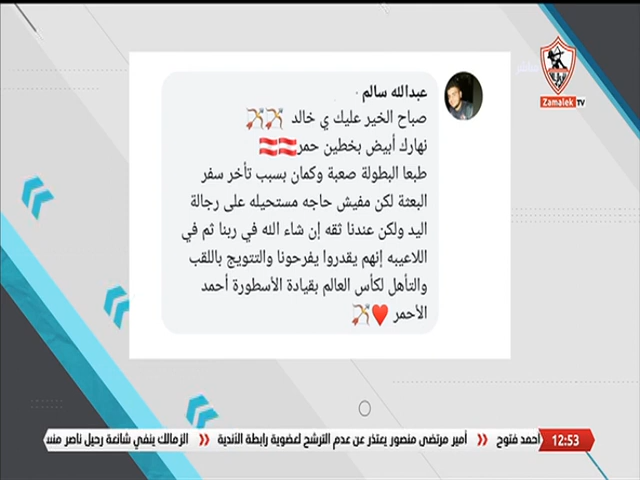 Zamalek TV
عبدالله سالم
صباح الخير عليك ي خالد 🏹🏹
نهارك أبيض بخطين حمر🇦🇹🇦🇹
طبعا البطولة صعبة وكمان بسبب تأخر سفر
البعثة لكن مفيش حاجه مستحيله على رجالة
اليد ولكن عندنا ثقه إن شاء الله في ربنا ثم في
اللاعيبه إنهم يقدروا يفرحونا والتتويج باللقب
والتأهل لكأس العالم بقيادة الأسطورة أحمد
الأحمر ❤️🏹
12:53 أحمد فتوح » أمير مرتضى منصور يعتذر عن عدم الترشح لعضوية رابطة الأندية » الزمالك ينفي شائعة رحيل ناصر